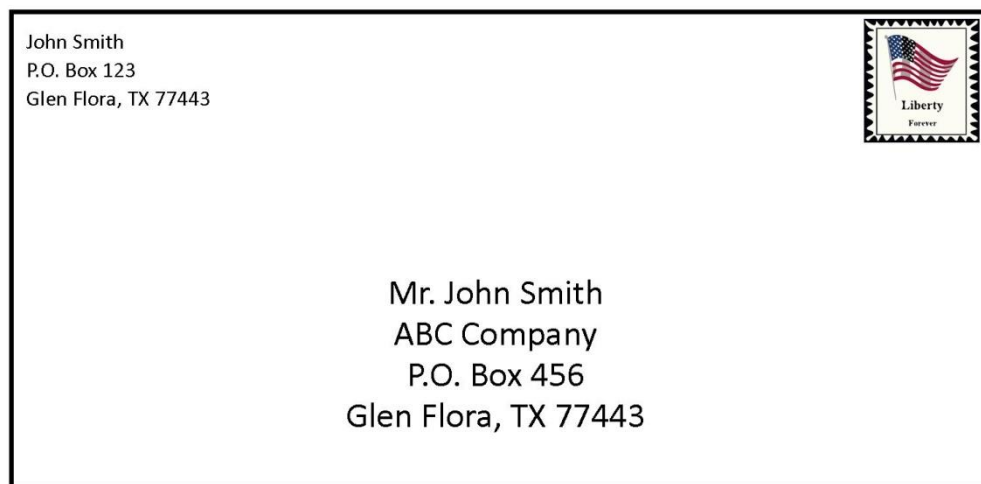 John Smith
P.O. Box 123
Glen Flora, TX 77443
Liberty
Forever
Mr. John Smith
ABC Company
P.O. Box 456
Glen Flora, TX 77443